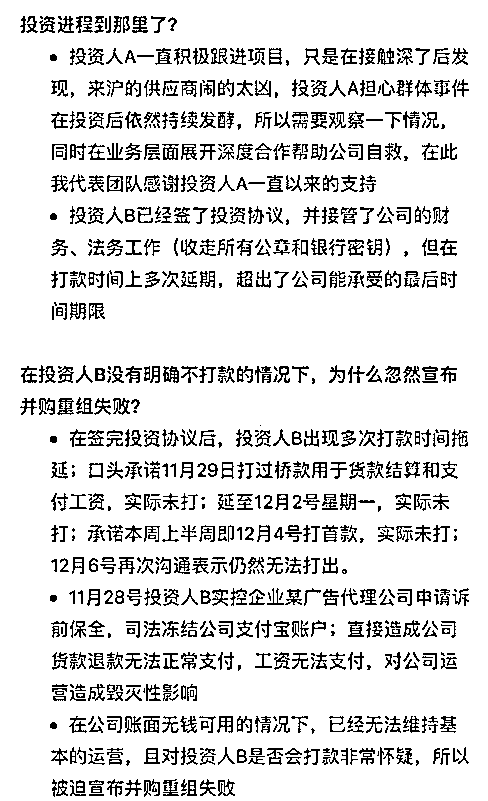 投资进程到那里了?
• 投资人A一直积极跟进项目，只是在接触深了后发
现，来沪的供应商闹的太凶，投资人A担心群体事件
在投资后依然持续发酵，所以需要观察一下情况，
同时在业务层面展开深度合作帮助公司自救，在此
我代表团队感谢投资人A一直以来的支持
• 投资人B已经签了投资协议，并接管了公司的财
务、法务工作（收走所有公章和银行密钥），但在
打款时间上多次延期，超出了公司能承受的最后时
间期限
在投资人B没有明确不打款的情况下，为什么忽然宣布
并购重组失败?
• 在签完投资协议后，投资人B出现多次打款时间拖
延；口头承诺11月29日打过桥款用于货款结算和支
付工资，实际未打；延至12月2号星期一，实际未
打；承诺本周上半周即12月4号打首款，实际未打；
12月6号再次沟通表示仍然无法打出。
• 11月28号投资人B实控企业某广告代理公司申请诉
前保全，司法冻结公司支付宝账户；直接造成公司
货款退款无法正常支付，工资无法支付，对公司运
营造成毁灭性影响
• 在公司账面无钱可用的情况下，已经无法维持基
本的运营，且对投资人B是否会打款非常怀疑，所以
被迫宣布并购重组失败